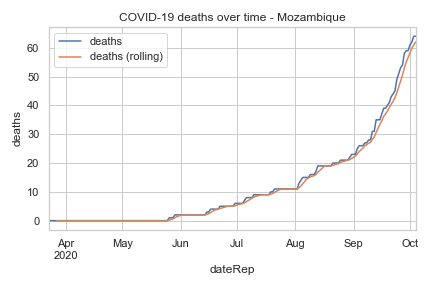 COVID-19 deaths over time - Mozambique
deaths
deaths (rolling)
deaths
60
50
40
30
20
10
0
Apr May Jun Jul Aug Sep Oct
2020
dateRep